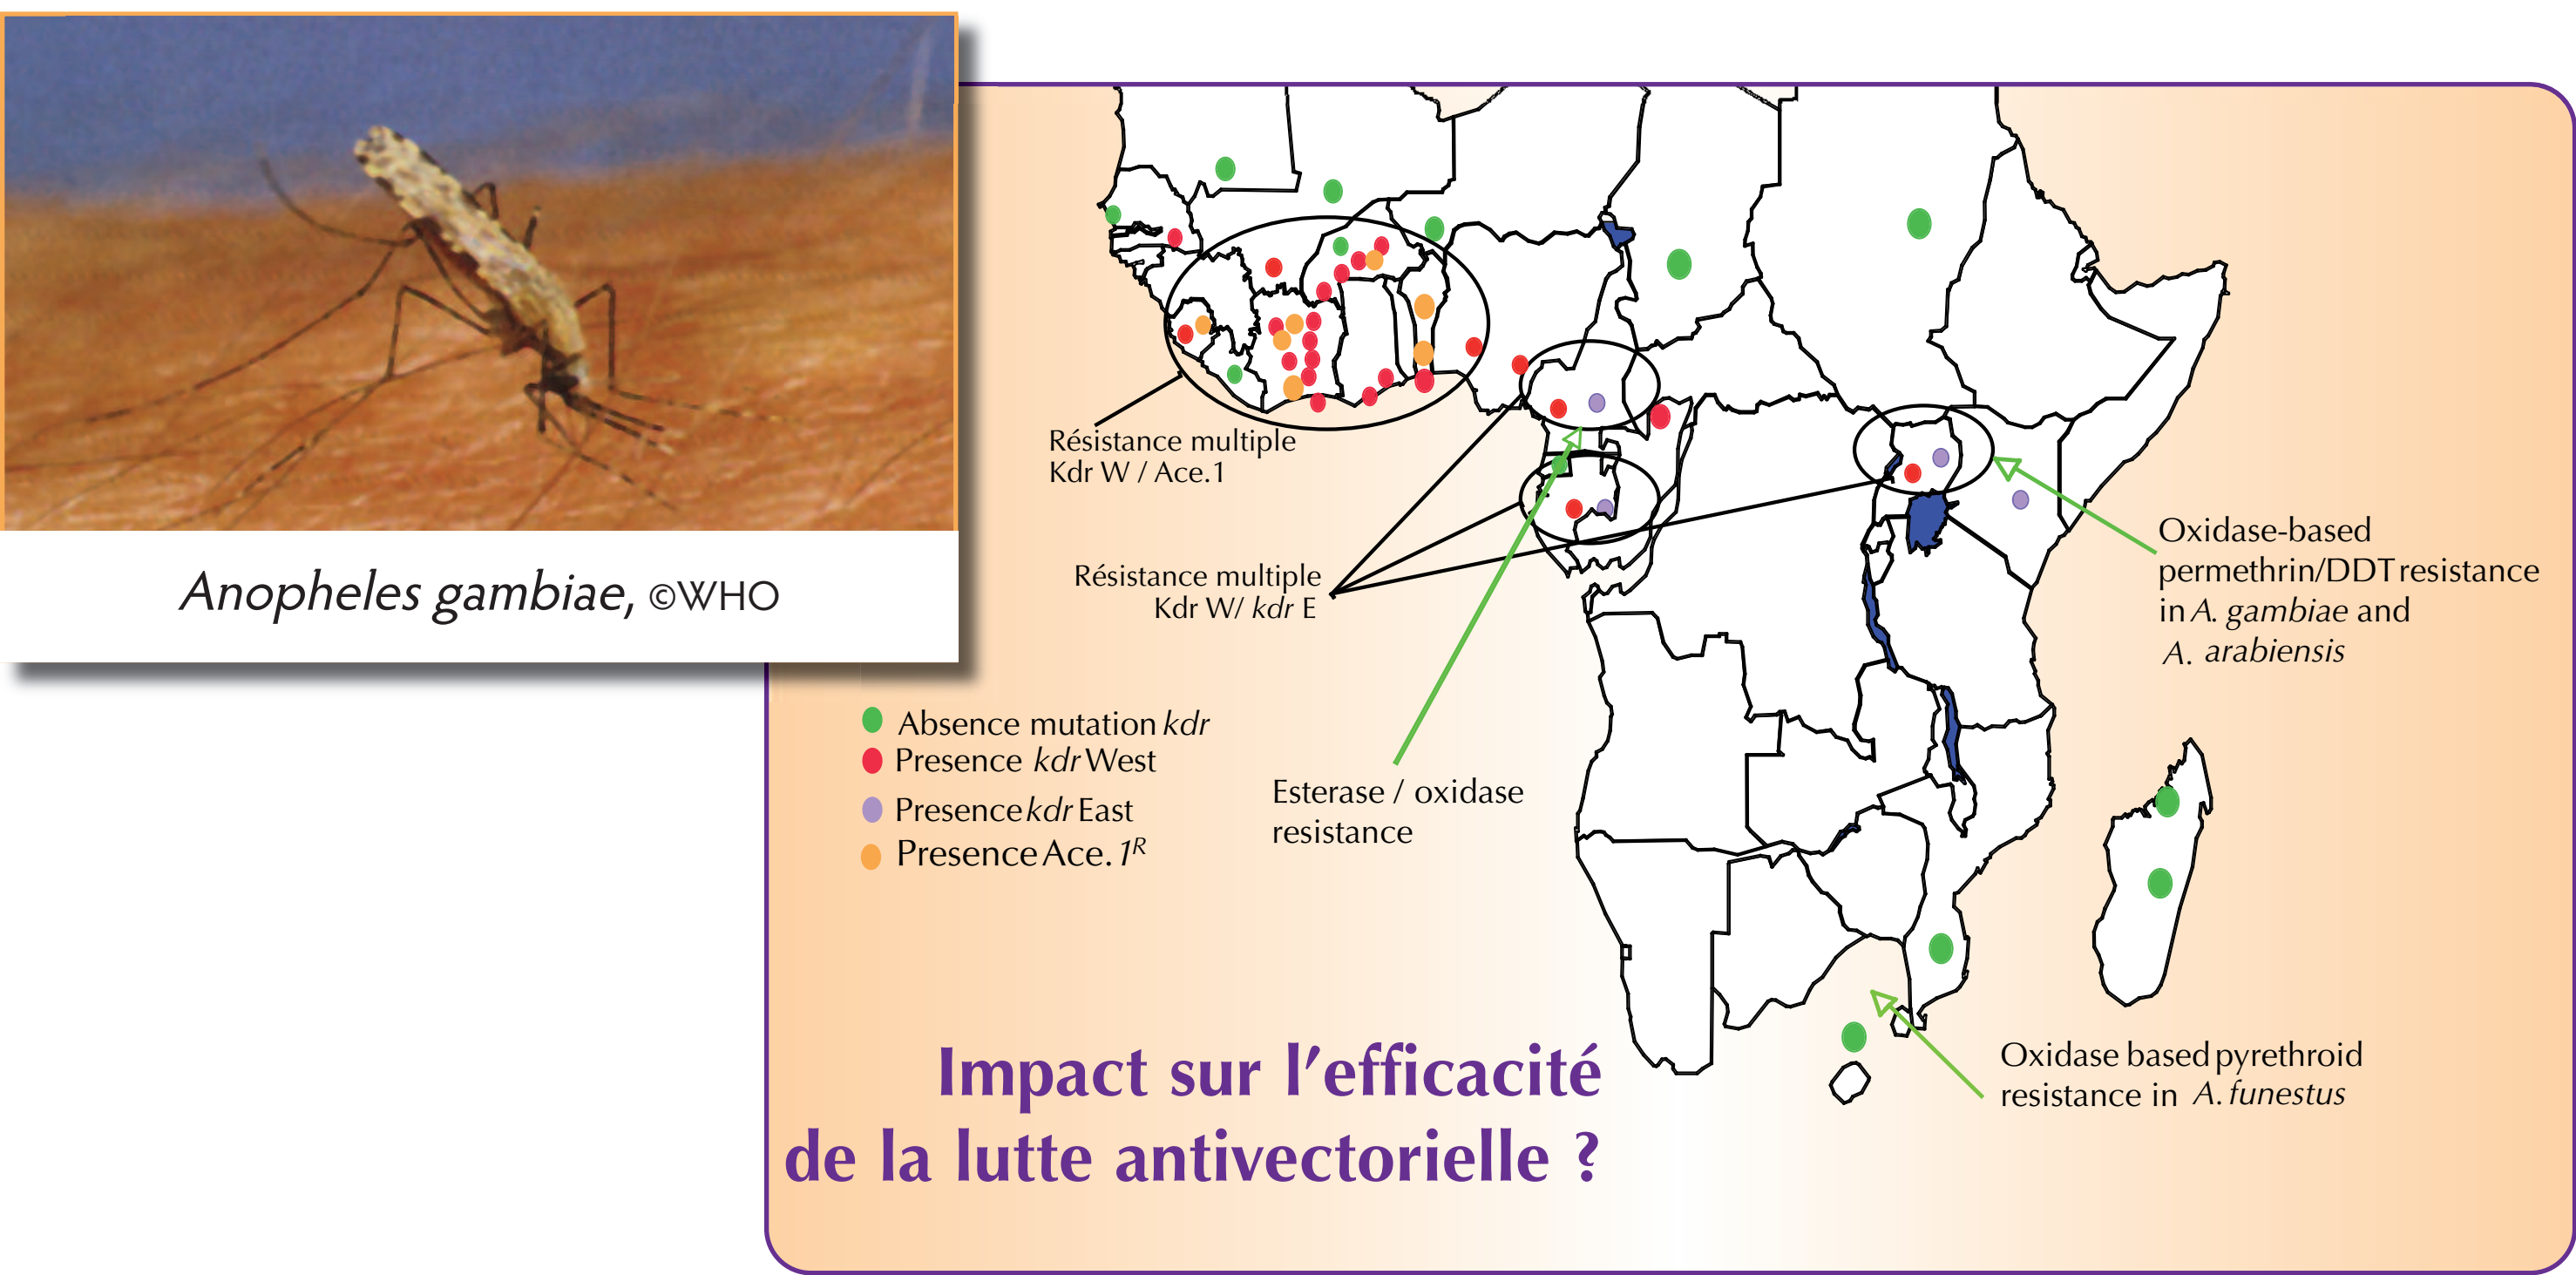 Anopheles gambiae, ©WHO
Résistance multiple
Kdr W / Ace.1
Résistance multiple
Kdr W/ kdr E
Oxidase-based
permethrin/DDT resistance
in A. gambiae and
A. arabiensis
Absence mutation kdr
Presence kdr West
Presence kdr East
Presence Ace. 1ᴿ
Esterase / oxidase
resistance
Oxidase based pyrethroid
resistance in A. funestus
Impact sur l’efficacité
de la lutte antivectorielle ?